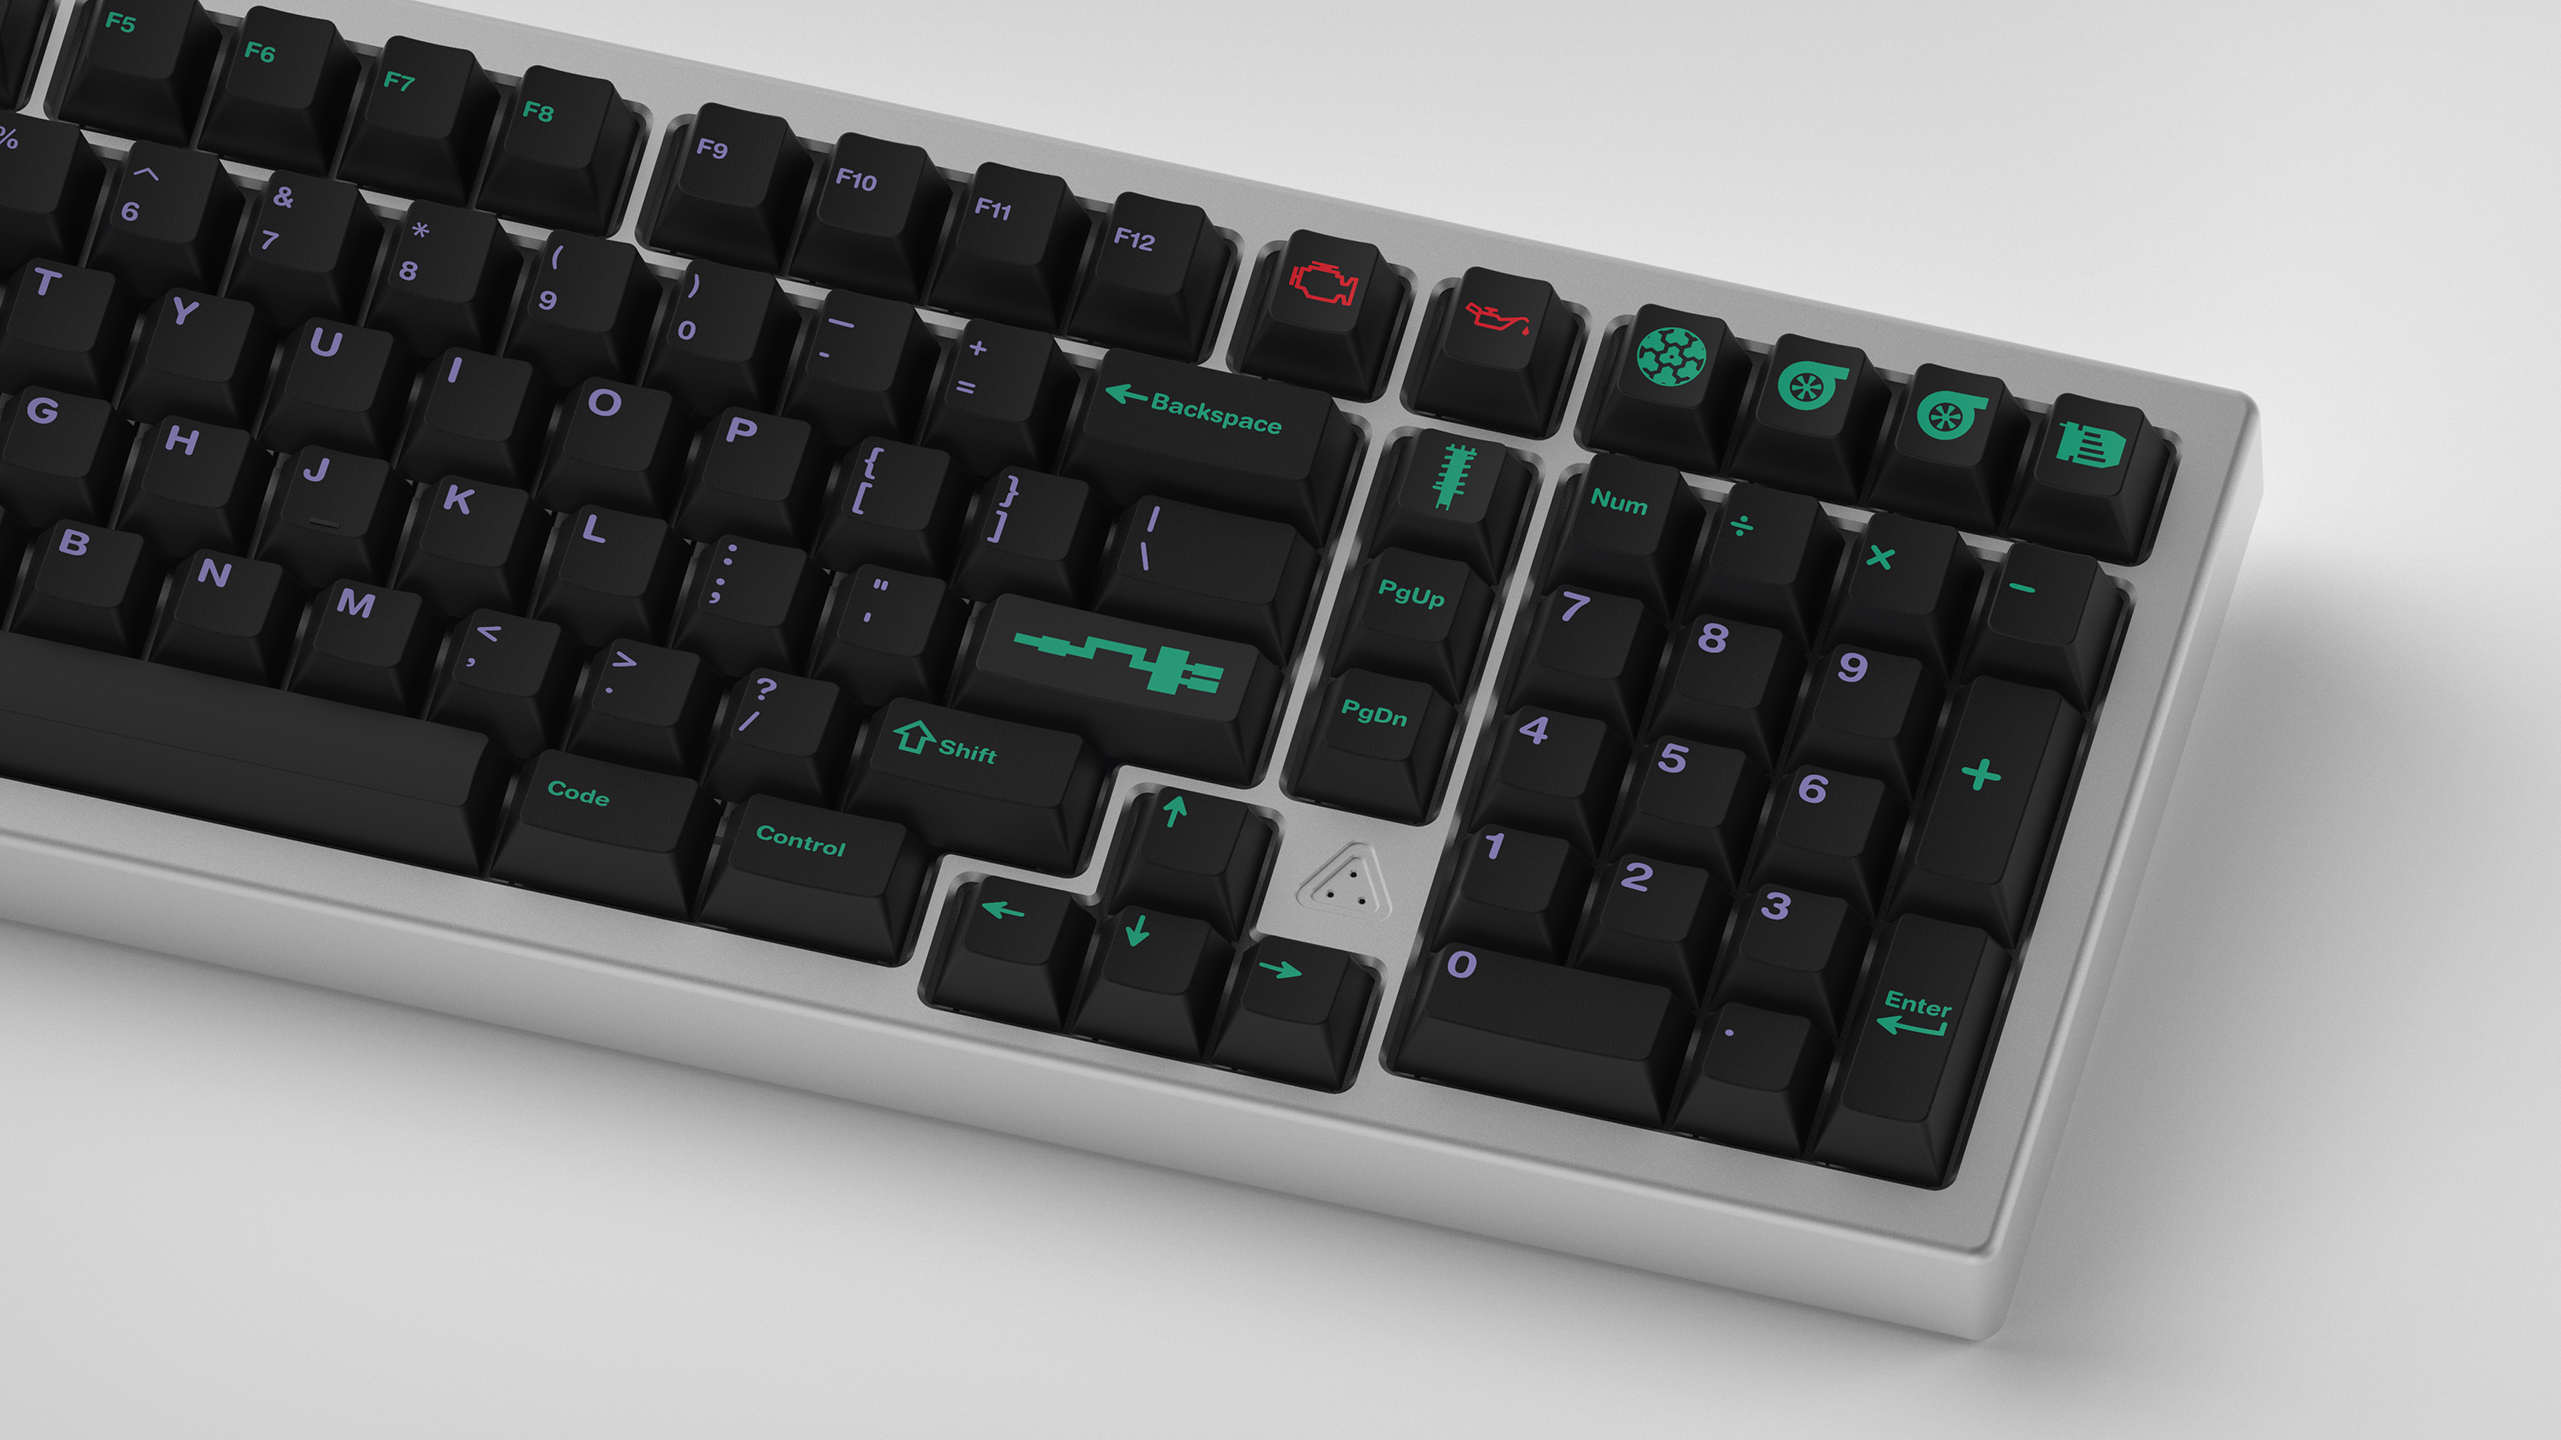 F5 F6 F7 F8 F9 F10 F11 F12
%
^ & * ( ) — +
6 7 8 9 0 - =
←Backspace
Num ÷ × -
T Y U I O P { [ } ] | \
PgUp
7 8 9 +
G H J K L : ; " '
PgDn
4 5 6
B N M < , > . ? / ⇧Shift
1 2 3
Code Control
↑
← ↓ →
0 . Enter
↵